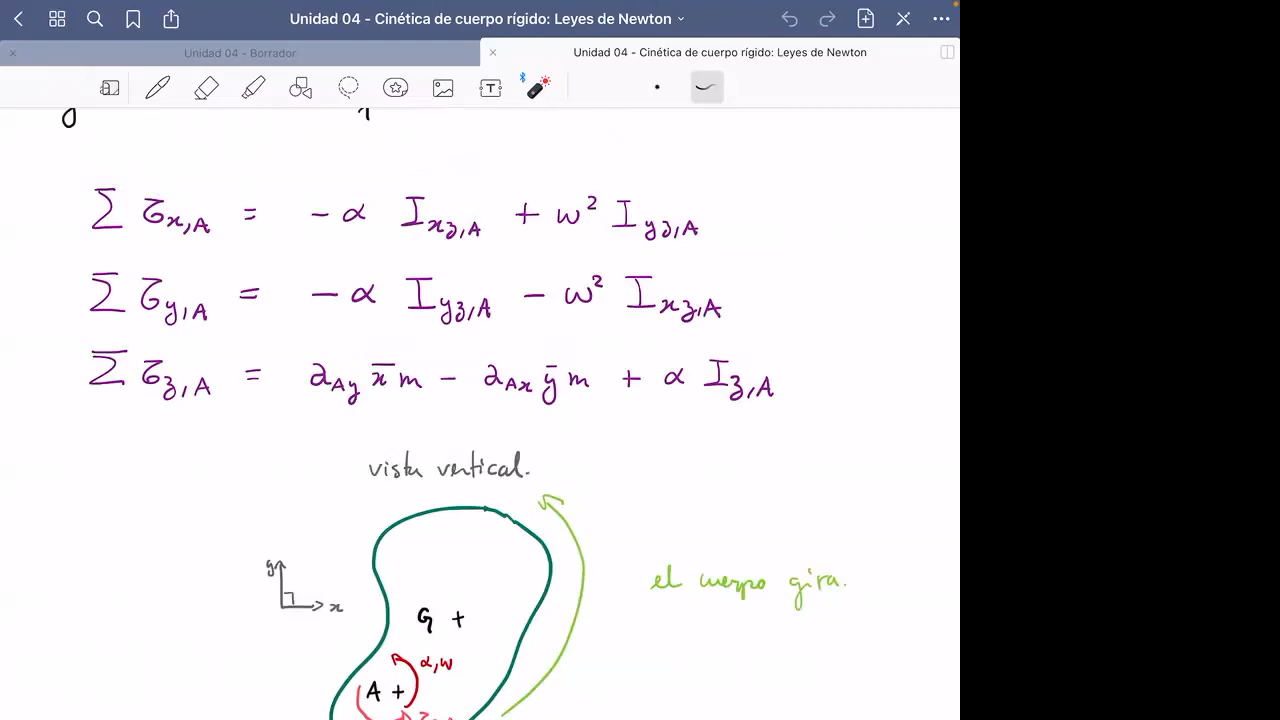 Unidad 04 - Cinética de cuerpo rígido: Leyes de Newton
Unidad 04 - Borrador
Unidad 04 - Cinética de cuerpo rígido: Leyes de Newton
∑ τx,A = - α Ixz,A + ω² Iyz,A
∑ τy,A = - α Iyz,A - ω² Ixz,A
∑ τz,A = aAy x̄ m - aAx ȳ m + α Iz,A
vista vertical.
y
x
el cuerpo gira.
G +
α, ω
A +